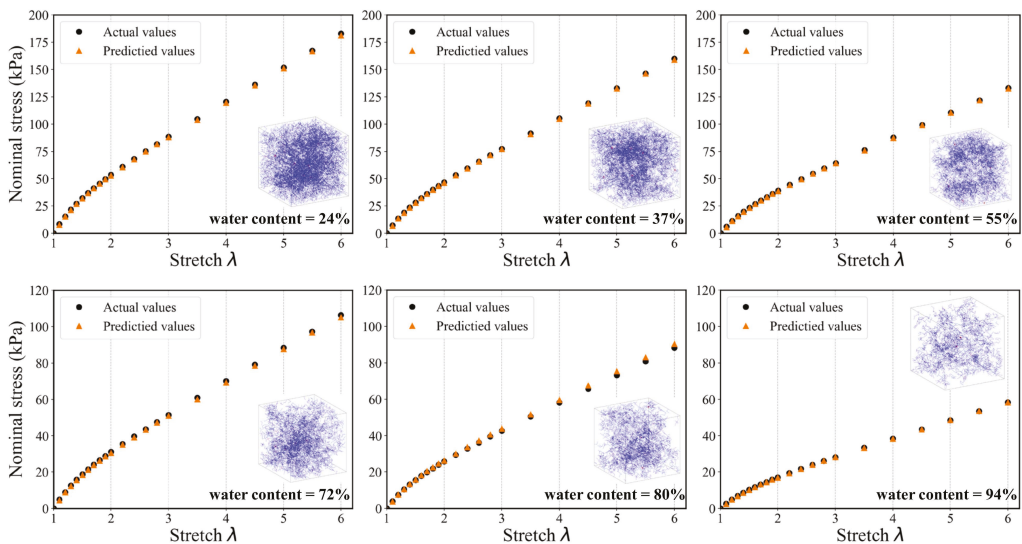 200
175
150
125
100
75
50
25
0
Nominal stress (kPa)
Actual values
Predictied values
water content = 24%
1 2 3 4 5 6
Stretch λ
200
175
150
125
100
75
50
25
0
Actual values
Predictied values
water content = 37%
1 2 3 4 5 6
Stretch λ
200
175
150
125
100
75
50
25
0
Actual values
Predictied values
water content = 55%
1 2 3 4 5 6
Stretch λ
120
100
80
60
40
20
0
Nominal stress (kPa)
Actual values
Predictied values
water content = 72%
1 2 3 4 5 6
Stretch λ
120
100
80
60
40
20
0
Actual values
Predictied values
water content = 80%
1 2 3 4 5 6
Stretch λ
120
100
80
60
40
20
0
Actual values
Predictied values
water content = 94%
1 2 3 4 5 6
Stretch λ